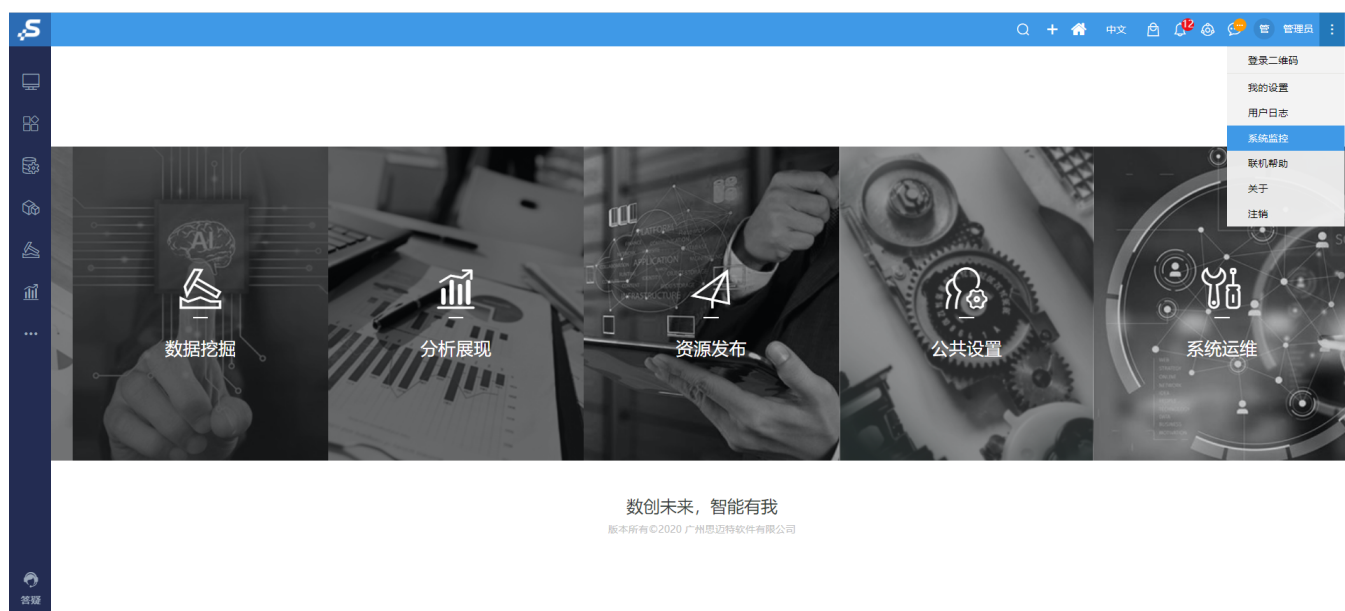 S
中文
12
管
管理员
登录二维码
我的设置
用户日志
系统监控
联机帮助
关于
注销
AI
PLATFORM
APPLICATION
INFRASTRUCTURE
数据挖掘
分析展现
资源发布
公共设置
系统运维
数创未来，智能有我
版本所有©2020 广州思迈特软件有限公司
答疑